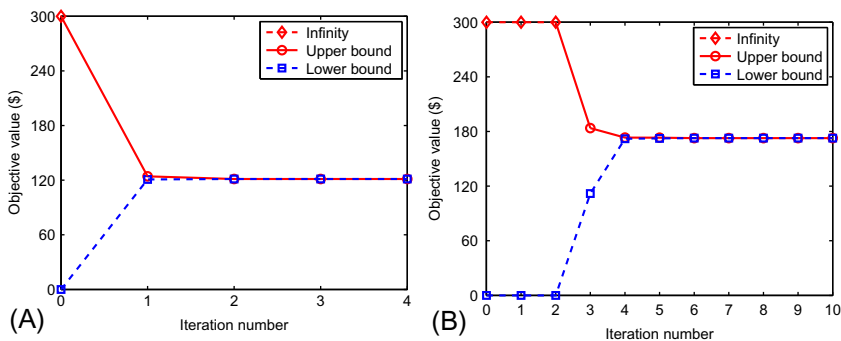 300
240
180
120
60
0
Objective value ($)
Infinity
Upper bound
Lower bound
0 1 2 3 4
Iteration number
(A)
300
240
180
120
60
0
Objective value ($)
Infinity
Upper bound
Lower bound
0 1 2 3 4 5 6 7 8 9 10
Iteration number
(B)